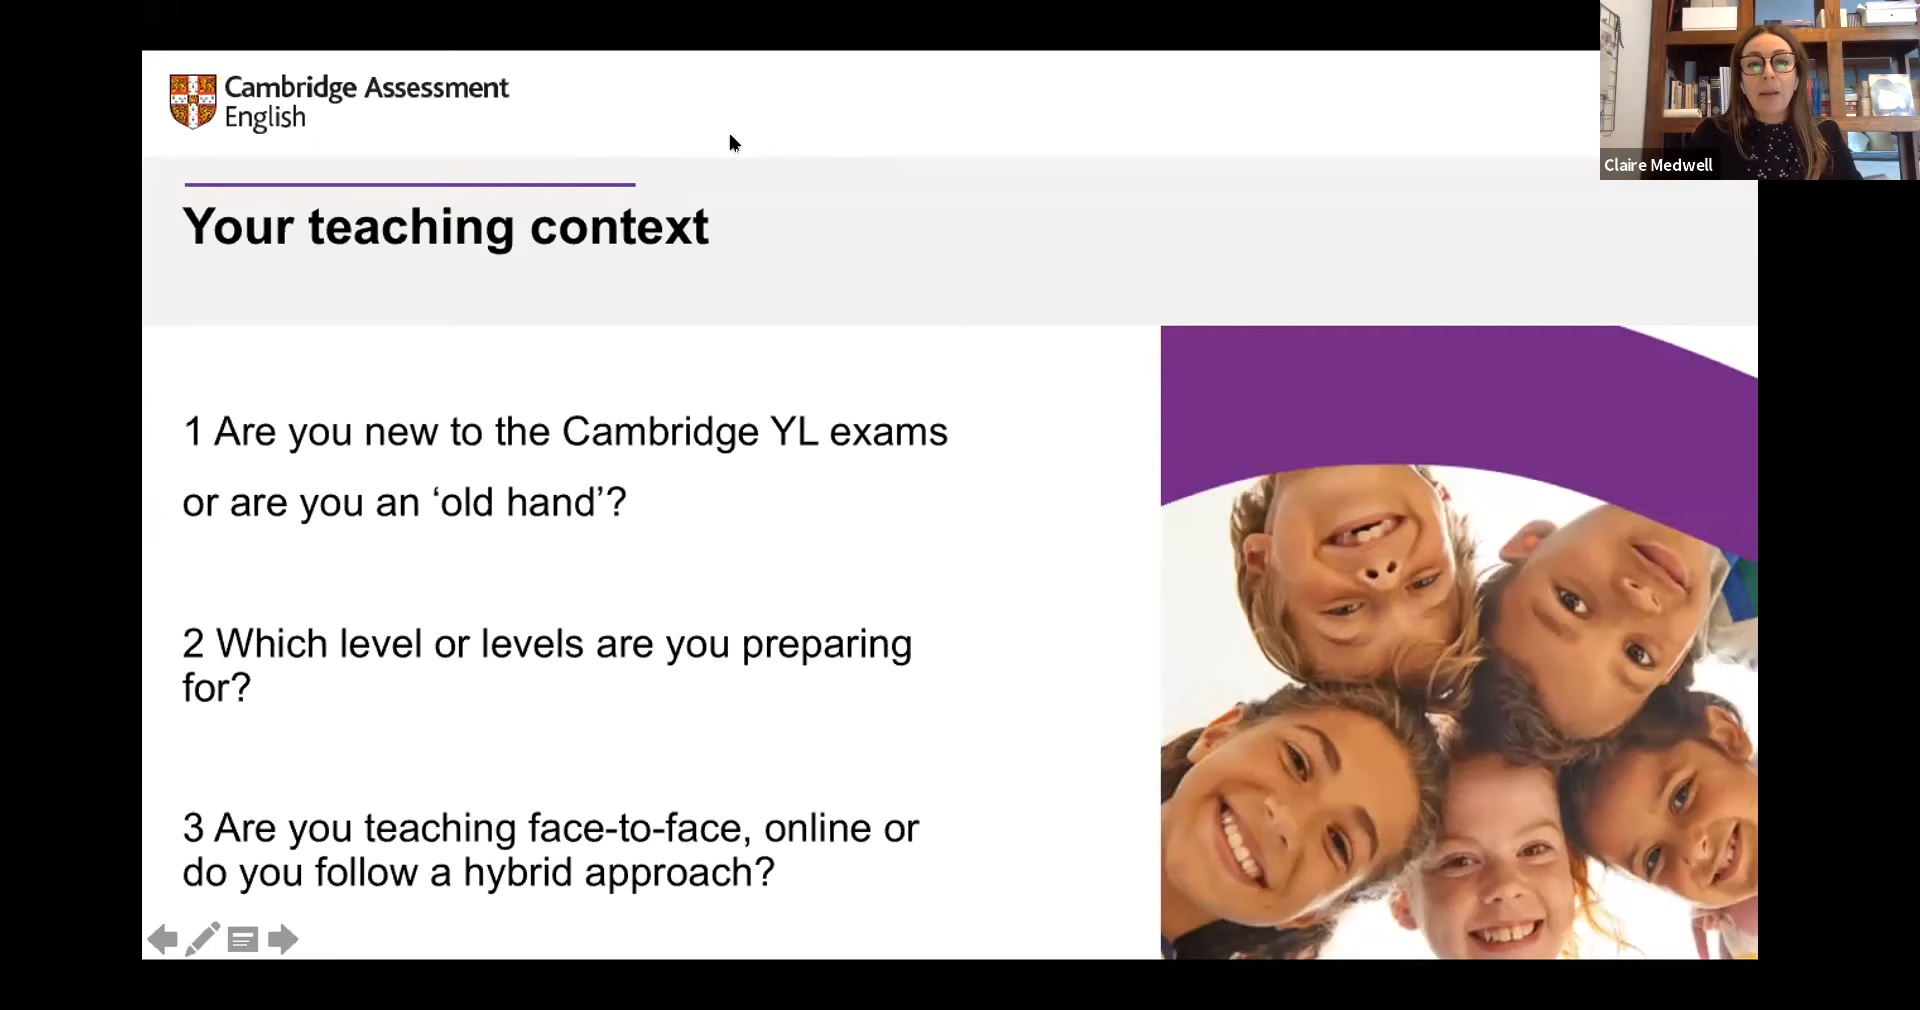 Cambridge Assessment
English
Claire Medwell
Your teaching context
1 Are you new to the Cambridge YL exams
or are you an ‘old hand’?
2 Which level or levels are you preparing
for?
3 Are you teaching face-to-face, online or
do you follow a hybrid approach?